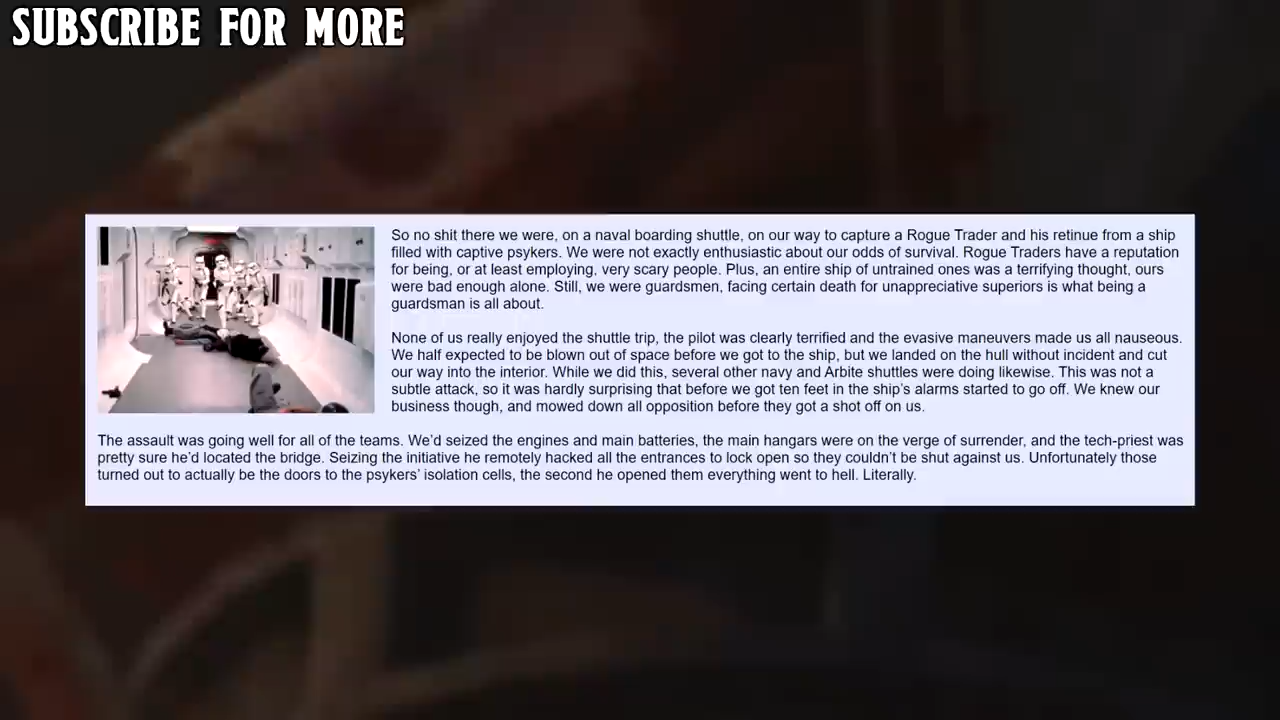 SUBSCRIBE FOR MORE
So no shit there we were, on a naval boarding shuttle, on our way to capture a Rogue Trader and his retinue from a ship
filled with captive psykers. We were not exactly enthusiastic about our odds of survival. Rogue Traders have a reputation
for being, or at least employing, very scary people. Plus, an entire ship of untrained ones was a terrifying thought, ours
were bad enough alone. Still, we were guardsmen, facing certain death for unappreciative superiors is what being a
guardsman is all about.
None of us really enjoyed the shuttle trip, the pilot was clearly terrified and the evasive maneuvers made us all nauseous.
We half expected to be blown out of space before we got to the ship, but we landed on the hull without incident and cut
our way into the interior. While we did this, several other navy and Arbite shuttles were doing likewise. This was not a
subtle attack, so it was hardly surprising that before we got ten feet in the ship's alarms started to go off. We knew our
business though, and mowed down all opposition before they got a shot off on us.
The assault was going well for all of the teams. We'd seized the engines and main batteries, the main hangars were on the verge of surrender, and the tech-priest was
pretty sure he'd located the bridge. Seizing the initiative he remotely hacked all the entrances to lock open so they couldn't be shut against us. Unfortunately those
turned out to actually be the doors to the psykers' isolation cells, the second he opened them everything went to hell. Literally.